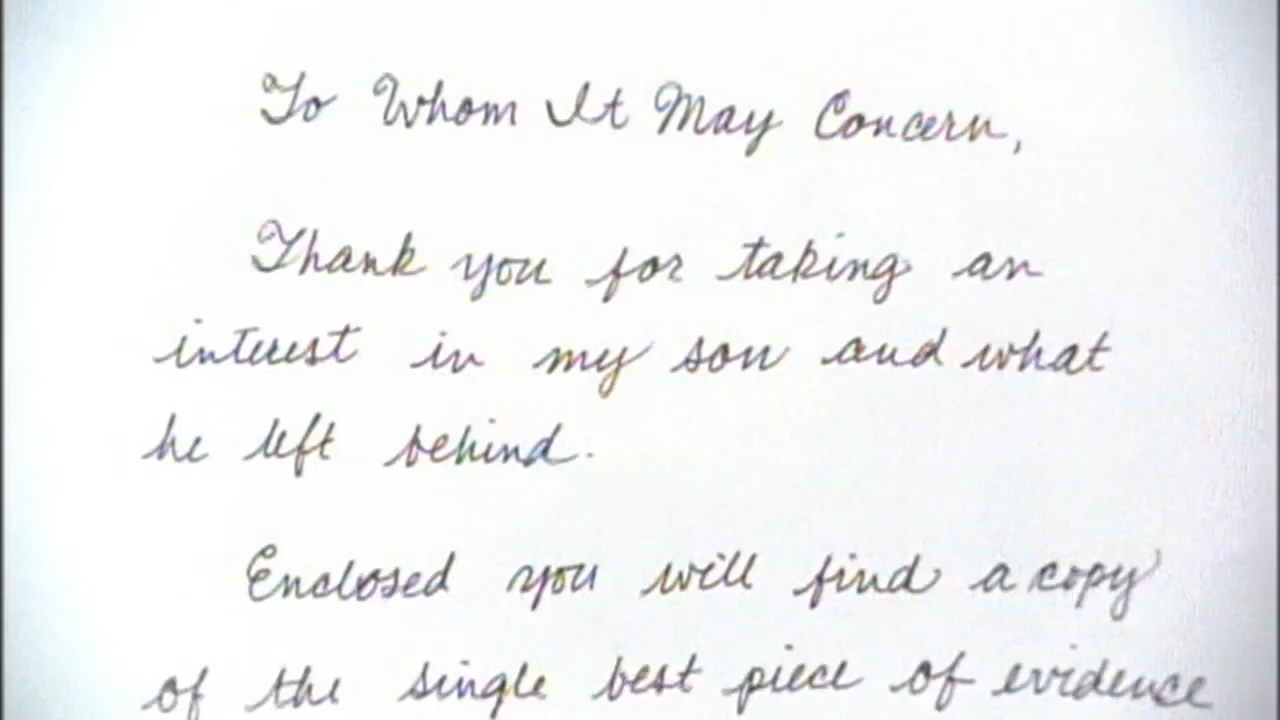 To Whom It May Concern,
Thank you for taking an
interest in my son and what
he left behind.
Enclosed you will find a copy
of the single best piece of evidence